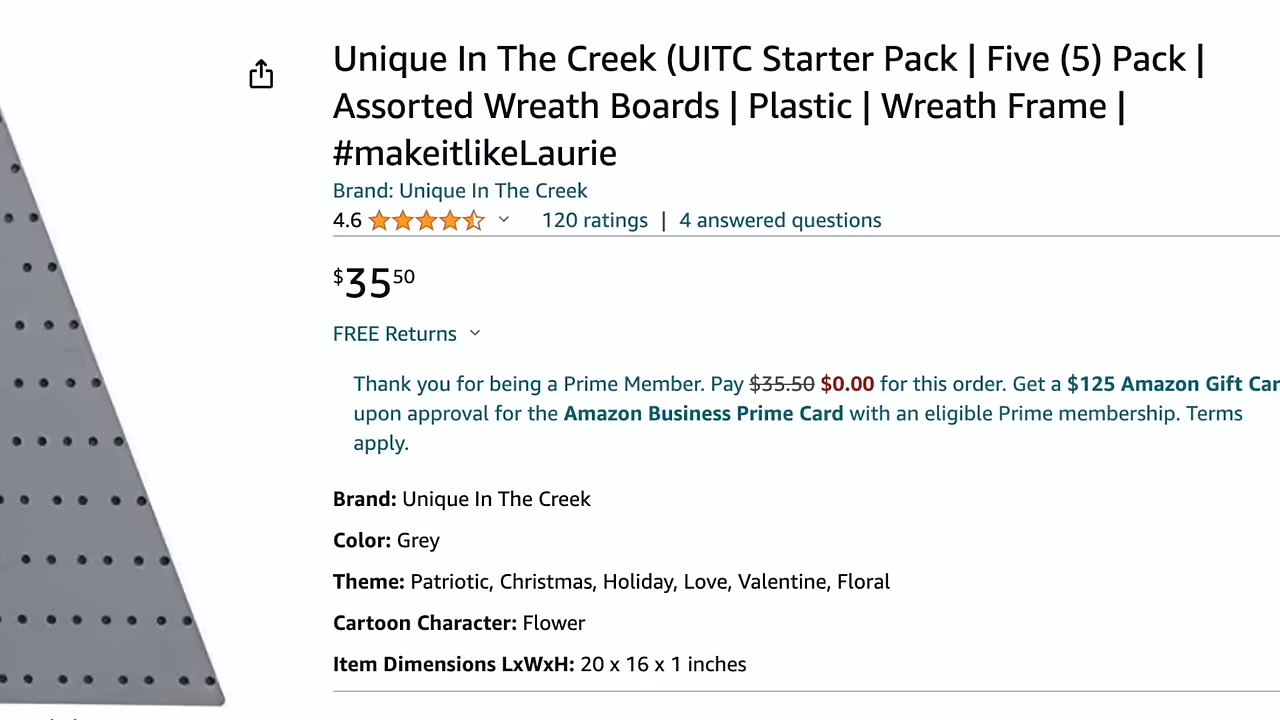 Unique In The Creek (UITC Starter Pack | Five (5) Pack |
Assorted Wreath Boards | Plastic | Wreath Frame |
#makeitlikeLaurie
Brand: Unique In The Creek
4.6 120 ratings | 4 answered questions
$35 50
FREE Returns
Thank you for being a Prime Member. Pay $35.50 $0.00 for this order. Get a $125 Amazon Gift Car
upon approval for the Amazon Business Prime Card with an eligible Prime membership. Terms
apply.
Brand: Unique In The Creek
Color: Grey
Theme: Patriotic, Christmas, Holiday, Love, Valentine, Floral
Cartoon Character: Flower
Item Dimensions LxWxH: 20 x 16 x 1 inches